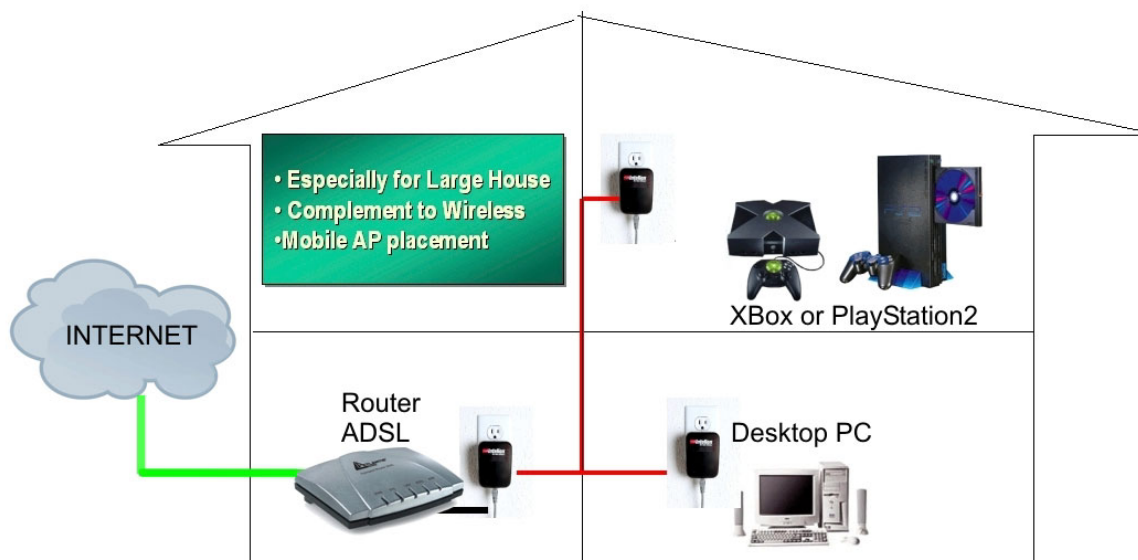 • Especially for Large House
• Complement to Wireless
•Mobile AP placement
XBox or PlayStation2
INTERNET
Router
ADSL
Desktop PC